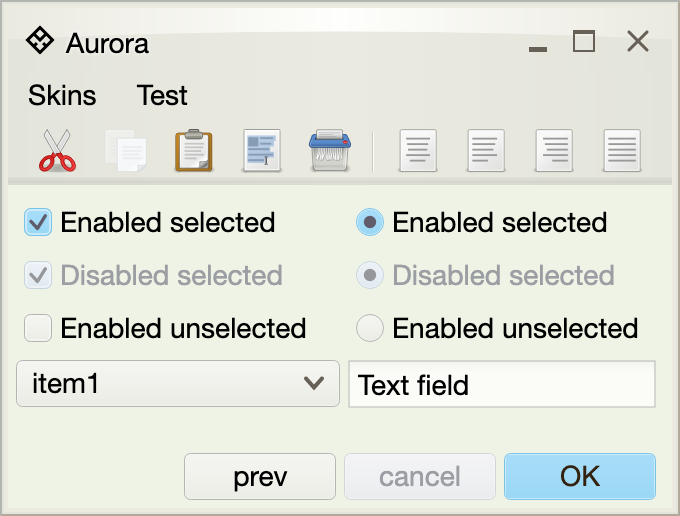 Aurora
Skins Test
Enabled selected Enabled selected
Disabled selected Disabled selected
Enabled unselected Enabled unselected
item1 Text field
prev cancel OK